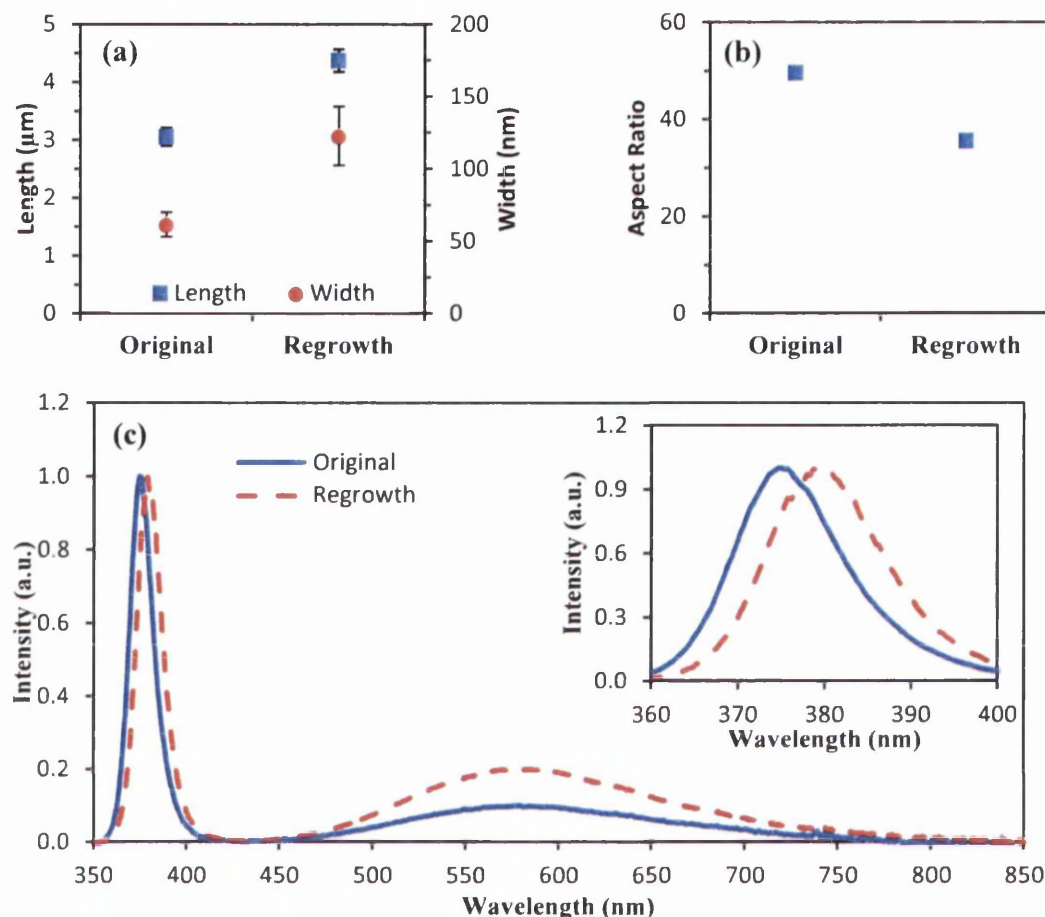 (a)
Length (µm)
5
4
3
2
1
0
200
150
100
50
0
Width (nm)
Length
Width
Original
Regrowth
(b)
Aspect Ratio
60
40
20
0
Original
Regrowth
(c)
Intensity (a.u.)
1.2
1.0
0.8
0.6
0.4
0.2
0.0
Original
Regrowth
350 400 450 500 550 600 650 700 750 800 850
Wavelength (nm)
Intensity (a.u.)
1.2
0.9
0.6
0.3
0.0
360 370 380 390 400
Wavelength (nm)